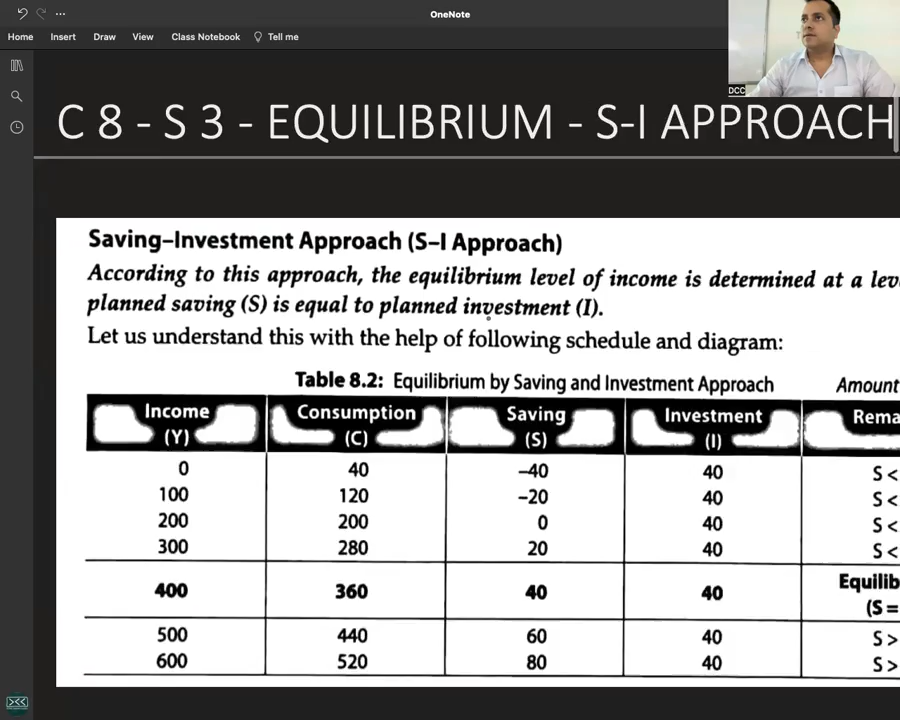 OneNote
Home Insert Draw View Class Notebook Tell me
DCC
C 8 - S 3 - EQUILIBRIUM - S-I APPROACH
Saving–Investment Approach (S–I Approach)
According to this approach, the equilibrium level of income is determined at a
planned saving (S) is equal to planned investment (I).
Let us understand this with the help of following schedule and diagram:
Table 8.2: Equilibrium by Saving and Investment Approach Amount
Income Consumption Saving Investment
(Y) (C) (S) (I)
0 40 –40 40 S <
100 120 –20 40 S <
200 200 0 40 S <
300 280 20 40 S <
400 360 40 40 (S =
500 440 60 40 S >
600 520 80 40 S >